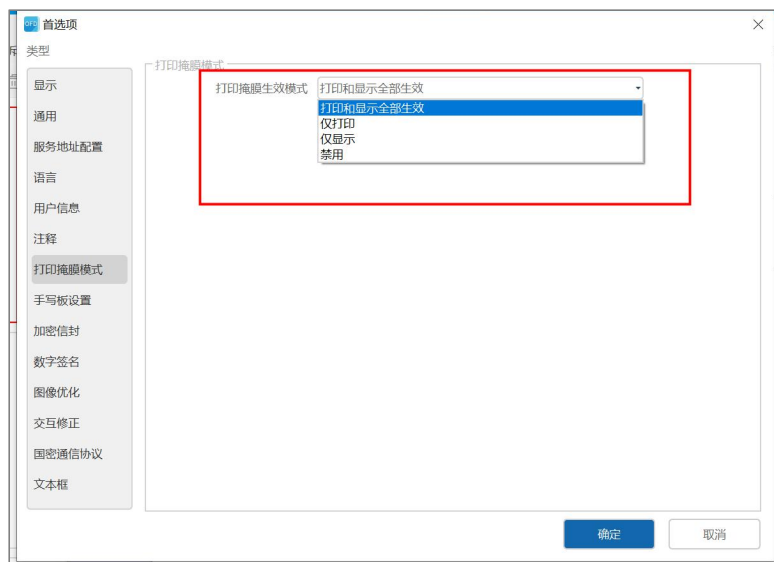 OFD 首选项
类型
显示
通用
服务地址配置
语言
用户信息
注释
打印掩膜模式
手写板设置
加密信封
数字签名
图像优化
交互修正
国密通信协议
文本框
打印掩膜模式
打印掩膜生效模式 打印和显示全部生效
打印和显示全部生效
仅打印
仅显示
禁用
确定 取消